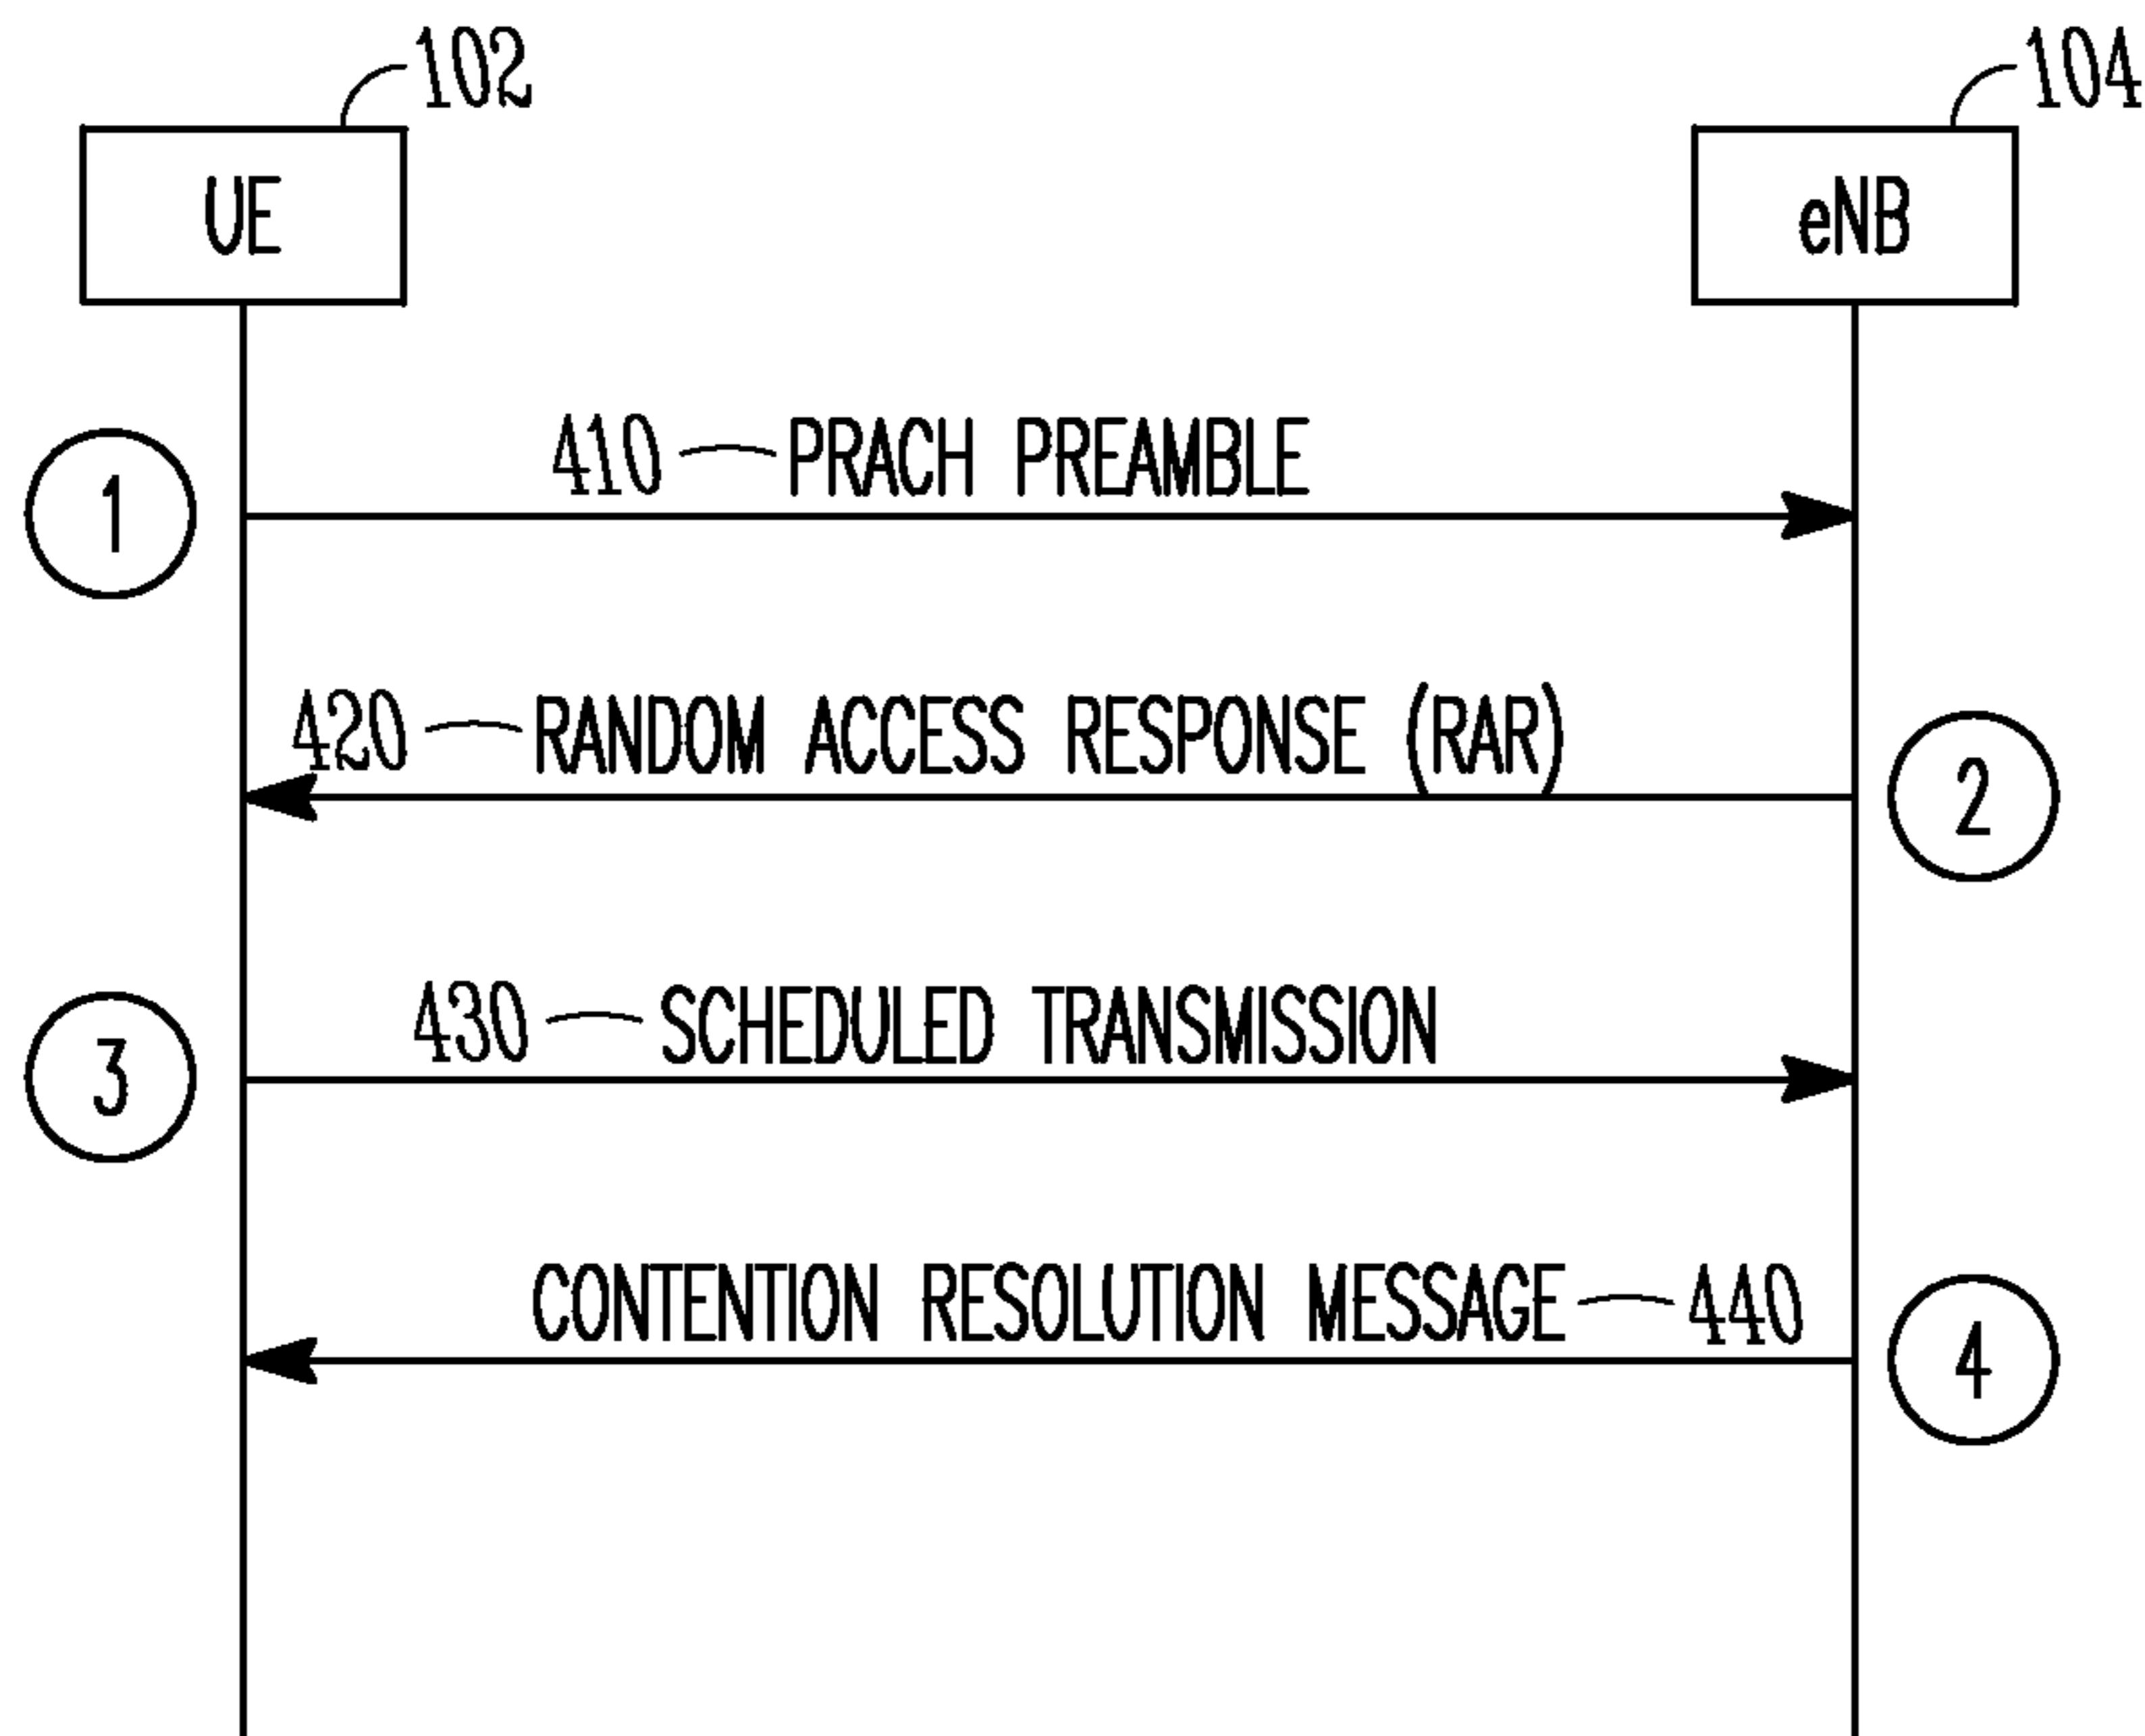 102
104
UE
eNB
410 PRACH PREAMBLE
1
420 RANDOM ACCESS RESPONSE (RAR)
2
430 SCHEDULED TRANSMISSION
3
CONTENTION RESOLUTION MESSAGE 440
4